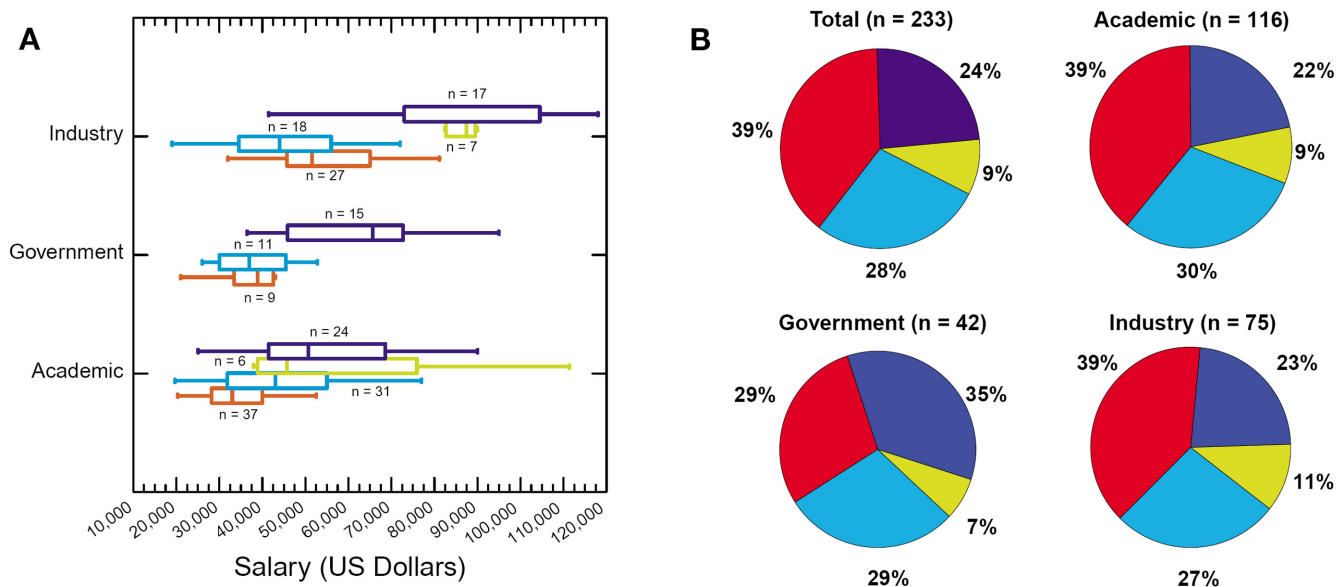 A
n = 17
n = 18
Industry
n = 7
n = 27
n = 15
n = 11
Government
n = 9
n = 24
n = 6
Academic
n = 31
n = 37
10,000
20,000
30,000
40,000
50,000
60,000
70,000
80,000
90,000
100,000
110,000
120,000
Salary (US Dollars)
B
Total (n = 233)
24%
39%
9%
28%
Academic (n = 116)
39%
22%
9%
30%
Government (n = 42)
29%
35%
7%
29%
Industry (n = 75)
39%
23%
11%
27%